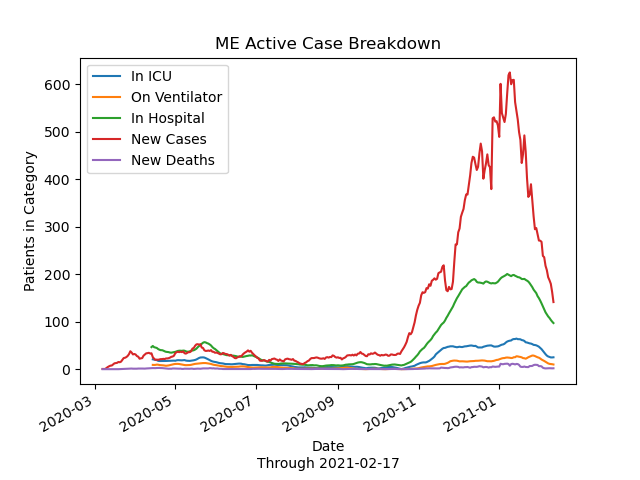 ME Active Case Breakdown
In ICU
On Ventilator
In Hospital
New Cases
New Deaths
Patients in Category
600
500
400
300
200
100
0
2020-03
2020-05
2020-07
2020-09
2020-11
2021-01
Date
Through 2021-02-17